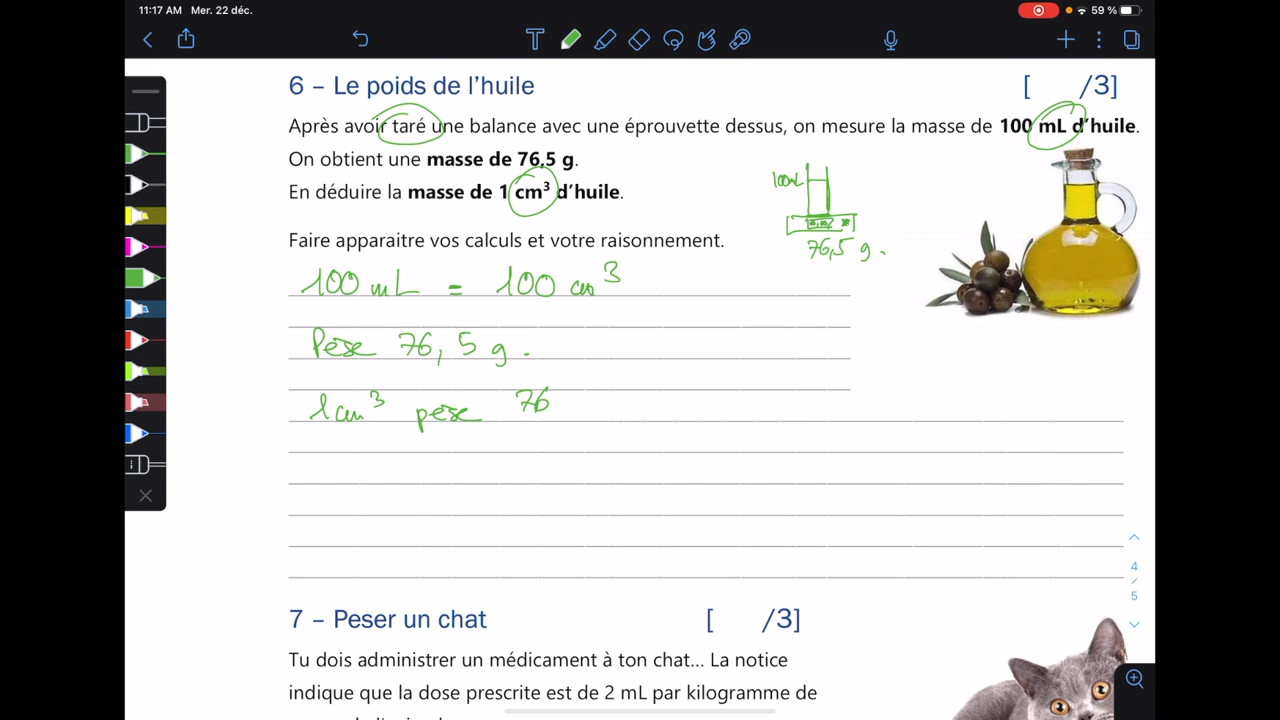 11:17 AM Mer. 22 déc.
59 %
6 – Le poids de l'huile
[ /3]
Après avoir taré une balance avec une éprouvette dessus, on mesure la masse de 100 mL d'huile.
On obtient une masse de 76,5 g.
En déduire la masse de 1 cm³ d'huile.
100mL
76,5 g.
Faire apparaitre vos calculs et votre raisonnement.
100 mL = 100 cm³
Pèse 76,5 g.
1 cm³ pèse 76
7 – Peser un chat
[ /3]
Tu dois administrer un médicament à ton chat... La notice
indique que la dose prescrite est de 2 mL par kilogramme de
4
/
5